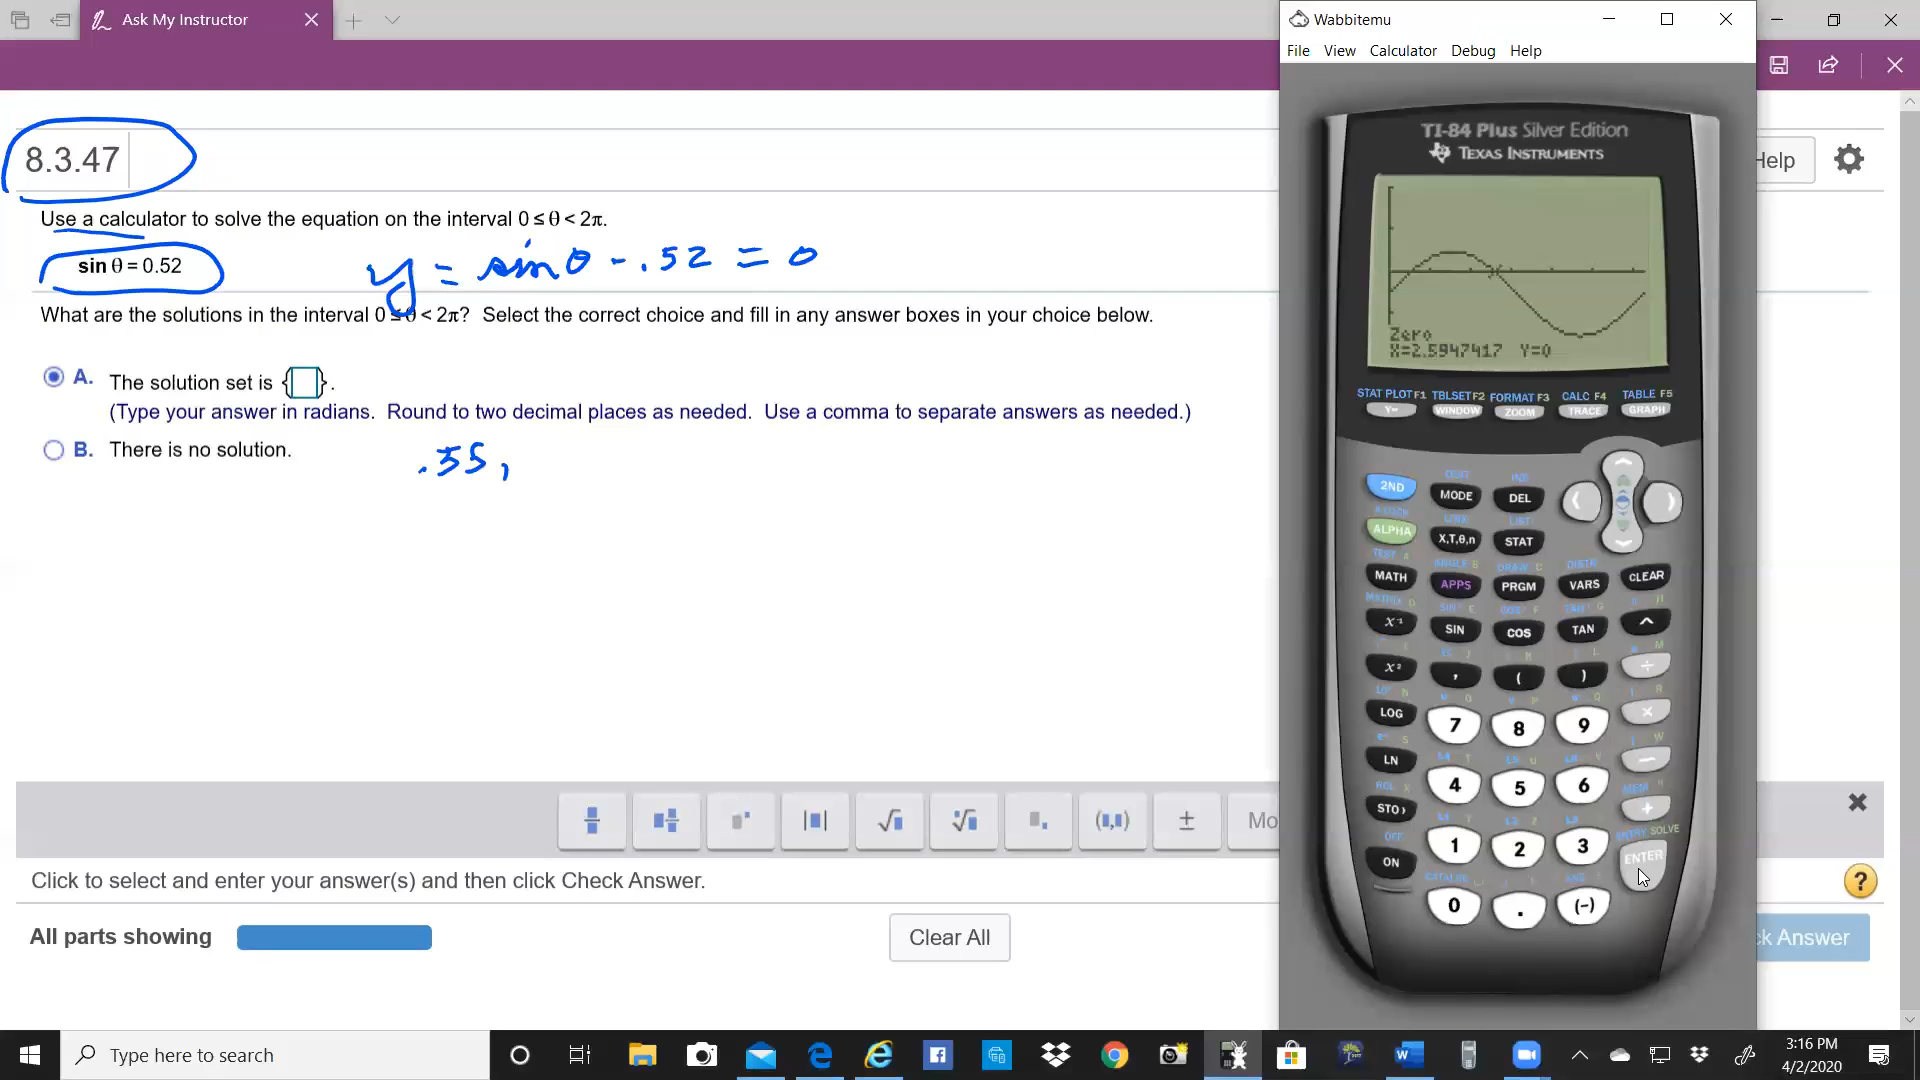 Ask My Instructor
Wabbitemu
File View Calculator Debug Help
8.3.47
Help
Use a calculator to solve the equation on the interval 0 ≤ θ < 2π.
sin θ = 0.52
y = sin θ - .52 = 0
What are the solutions in the interval 0 ≤ θ < 2π? Select the correct choice and fill in any answer boxes in your choice below.
A. The solution set is { }.
(Type your answer in radians. Round to two decimal places as needed. Use a comma to separate answers as needed.)
B. There is no solution.
.55,
TI-84 Plus Silver Edition
TEXAS INSTRUMENTS
Zero
X=2.5947417 Y=0
STAT PLOT F1 TBLSET F2 FORMAT F3 CALC F4 TABLE F5
Y= WINDOW ZOOM TRACE GRAPH
2ND MODE DEL
ALPHA X,T,θ,n STAT
MATH APPS PRGM VARS CLEAR
X⁻¹ SIN COS TAN ^
X² , ( ) ÷
LOG 7 8 9 ×
LN 4 5 6 −
STO› 1 2 3 +
ON 0 . (−) ENTER
ENTRY SOLVE
Mo
Click to select and enter your answer(s) and then click Check Answer.
?
All parts showing
Clear All
ck Answer
Type here to search
3:16 PM
4/2/2020